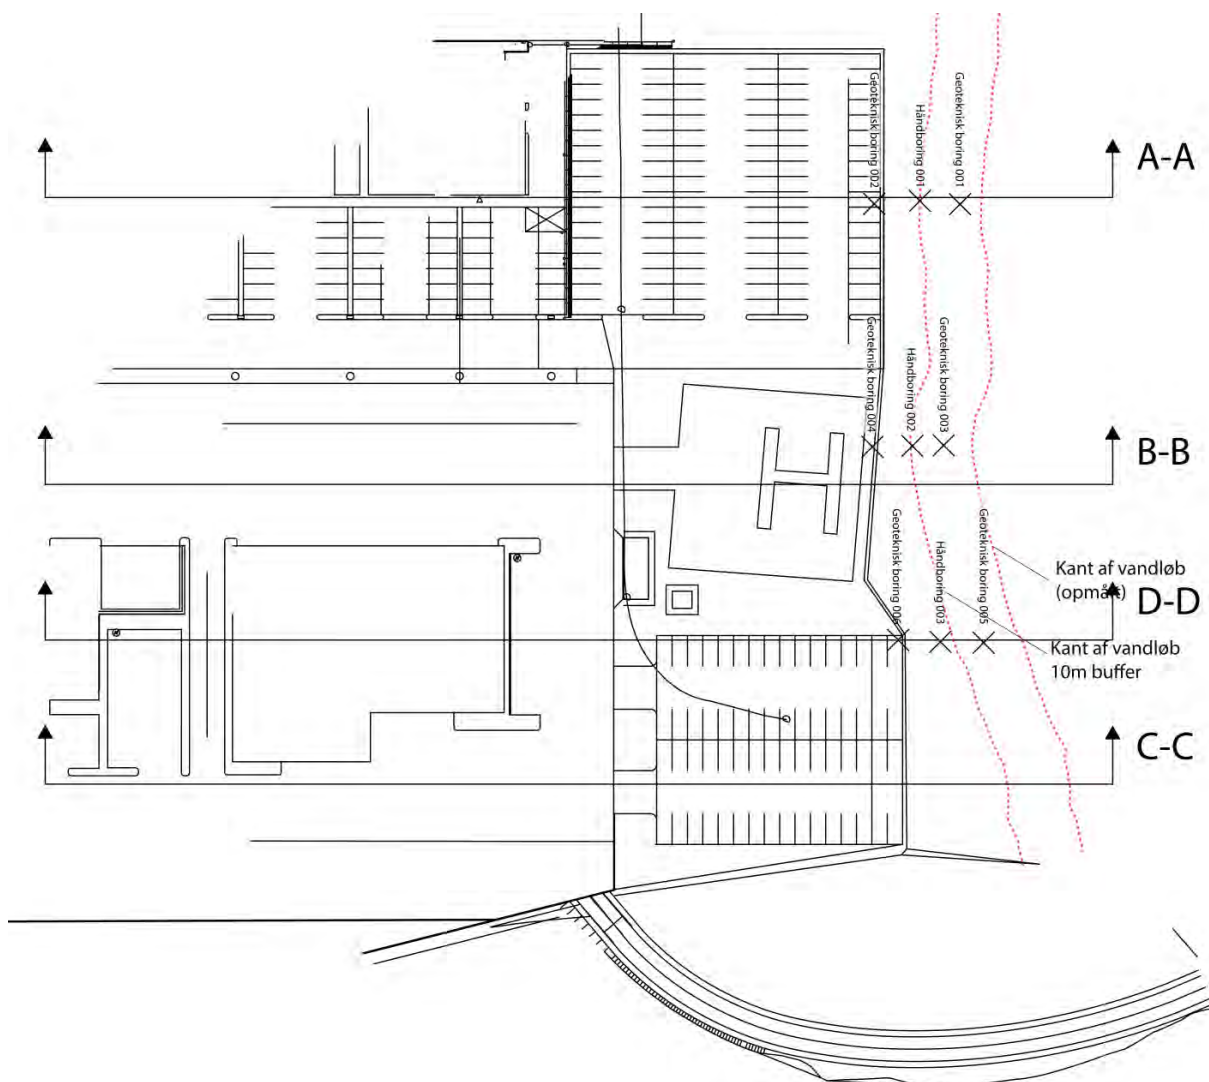 Geoteknisk boring 002
Håndboring 001
Geoteknisk boring 001
A-A
Geoteknisk boring 004
Håndboring 002
Geoteknisk boring 003
B-B
H
Geoteknisk boring 006
Håndboring 003
Geoteknisk boring 005
Kant af vandløb
(opmålt)
D-D
Kant af vandløb
10m buffer
C-C